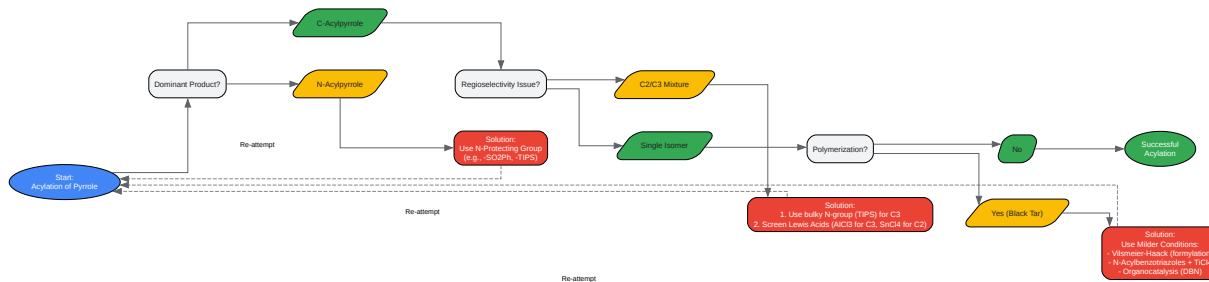 C-Acylpyrrole
Dominant Product?
N-Acylpyrrole
Regioselectivity Issue?
C2/C3 Mixture
Re-attempt
Solution:
Use N-Protecting Group
(e.g., -SO2Ph, -TIPS)
Single Isomer
Polymerization?
No
Successful
Acylation
Start:
Acylation of Pyrrole
Re-attempt
Solution:
1. Use bulky N-group (TIPS) for C3
2. Screen Lewis Acids (AlCl3 for C3, SnCl4 for C2)
Yes (Black Tar)
Solution:
Use Milder Conditions:
- Vilsmeier-Haack (formylation
- N-Acylbenzotriazoles + TiCl
- Organocatalysis (DBN)
Re-attempt